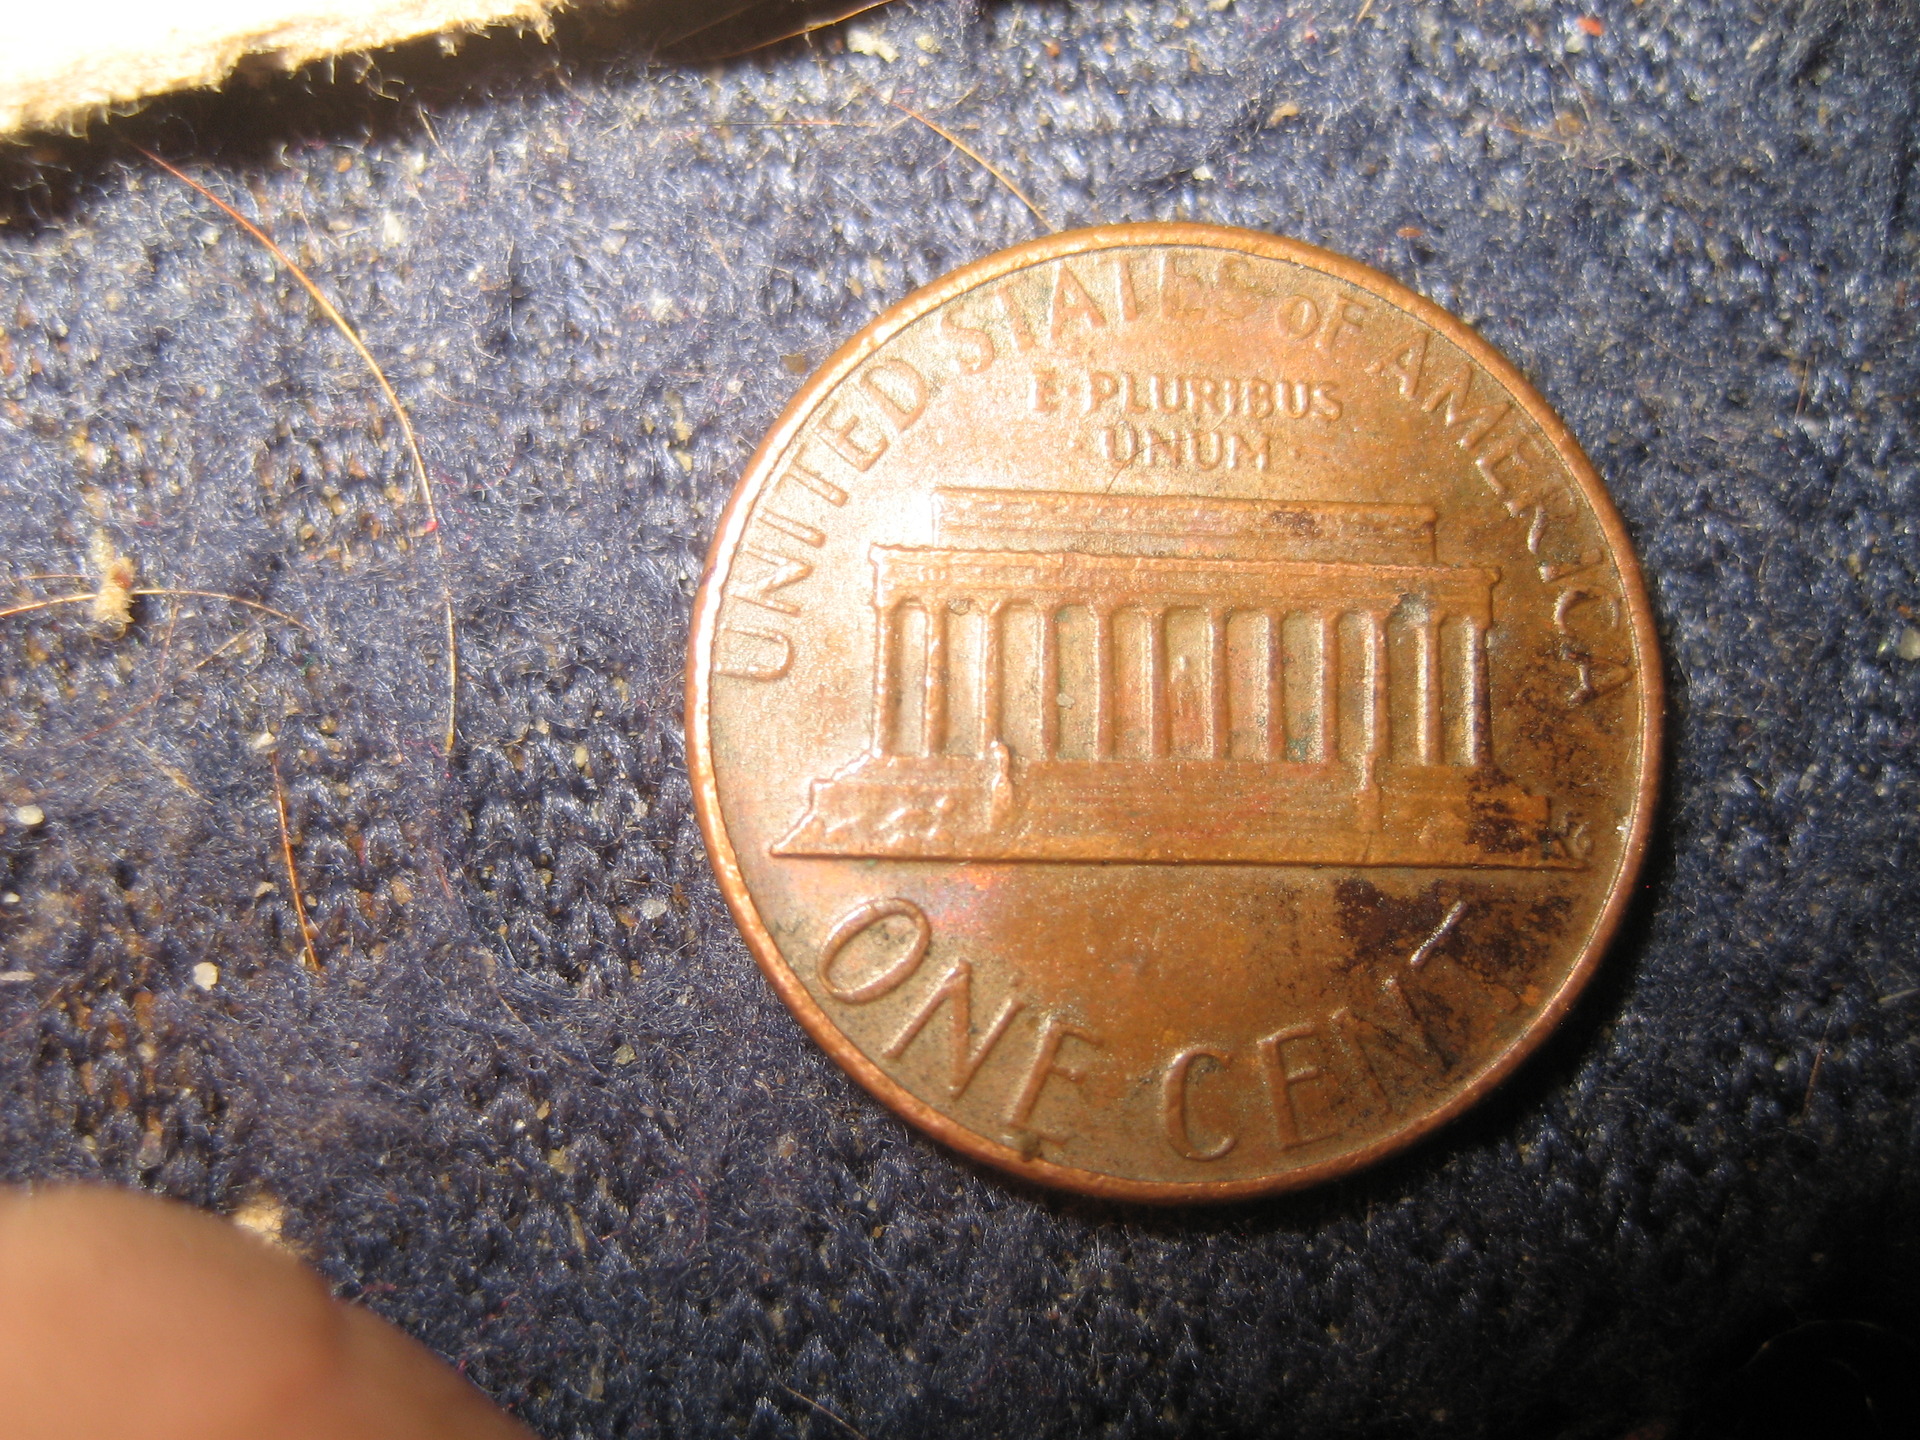 UNITED STATES OF AMERICA
E·PLURIBUS
·UNUM·
ONE CENT